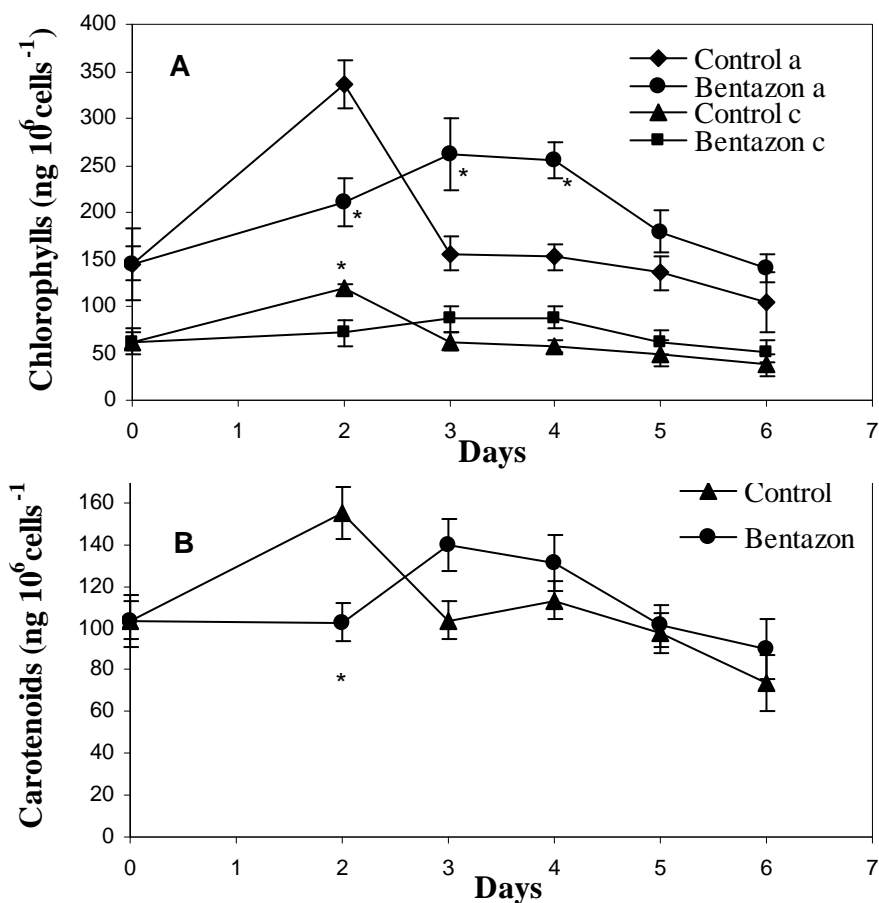 Chlorophylls (ng 10⁶cells⁻¹)
400
350
300
250
200
150
100
50
0
A
Control a
Bentazon a
Control c
Bentazon c
*
*
*
*
0 1 2 3 4 5 6 7
Days
Carotenoids (ng 10⁶cells⁻¹)
160
140
120
100
80
60
40
20
0
B
Control
Bentazon
*
0 1 2 3 4 5 6 7
Days